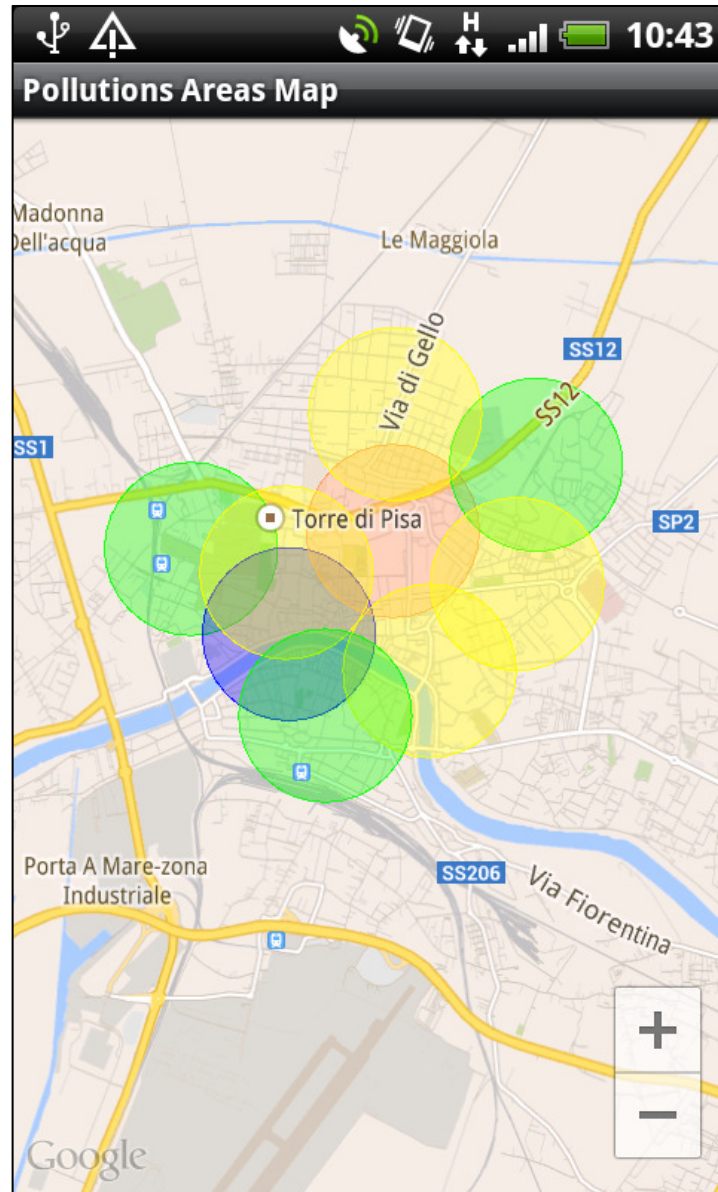 H
10:43
Pollutions Areas Map
Madonna
Dell'acqua
Le Maggiola
Via di Gello
SS12
SS12
SS1
Torre di Pisa
SP2
Porta A Mare-zona
Industriale
SS206
Via Fiorentina
+
−
Google